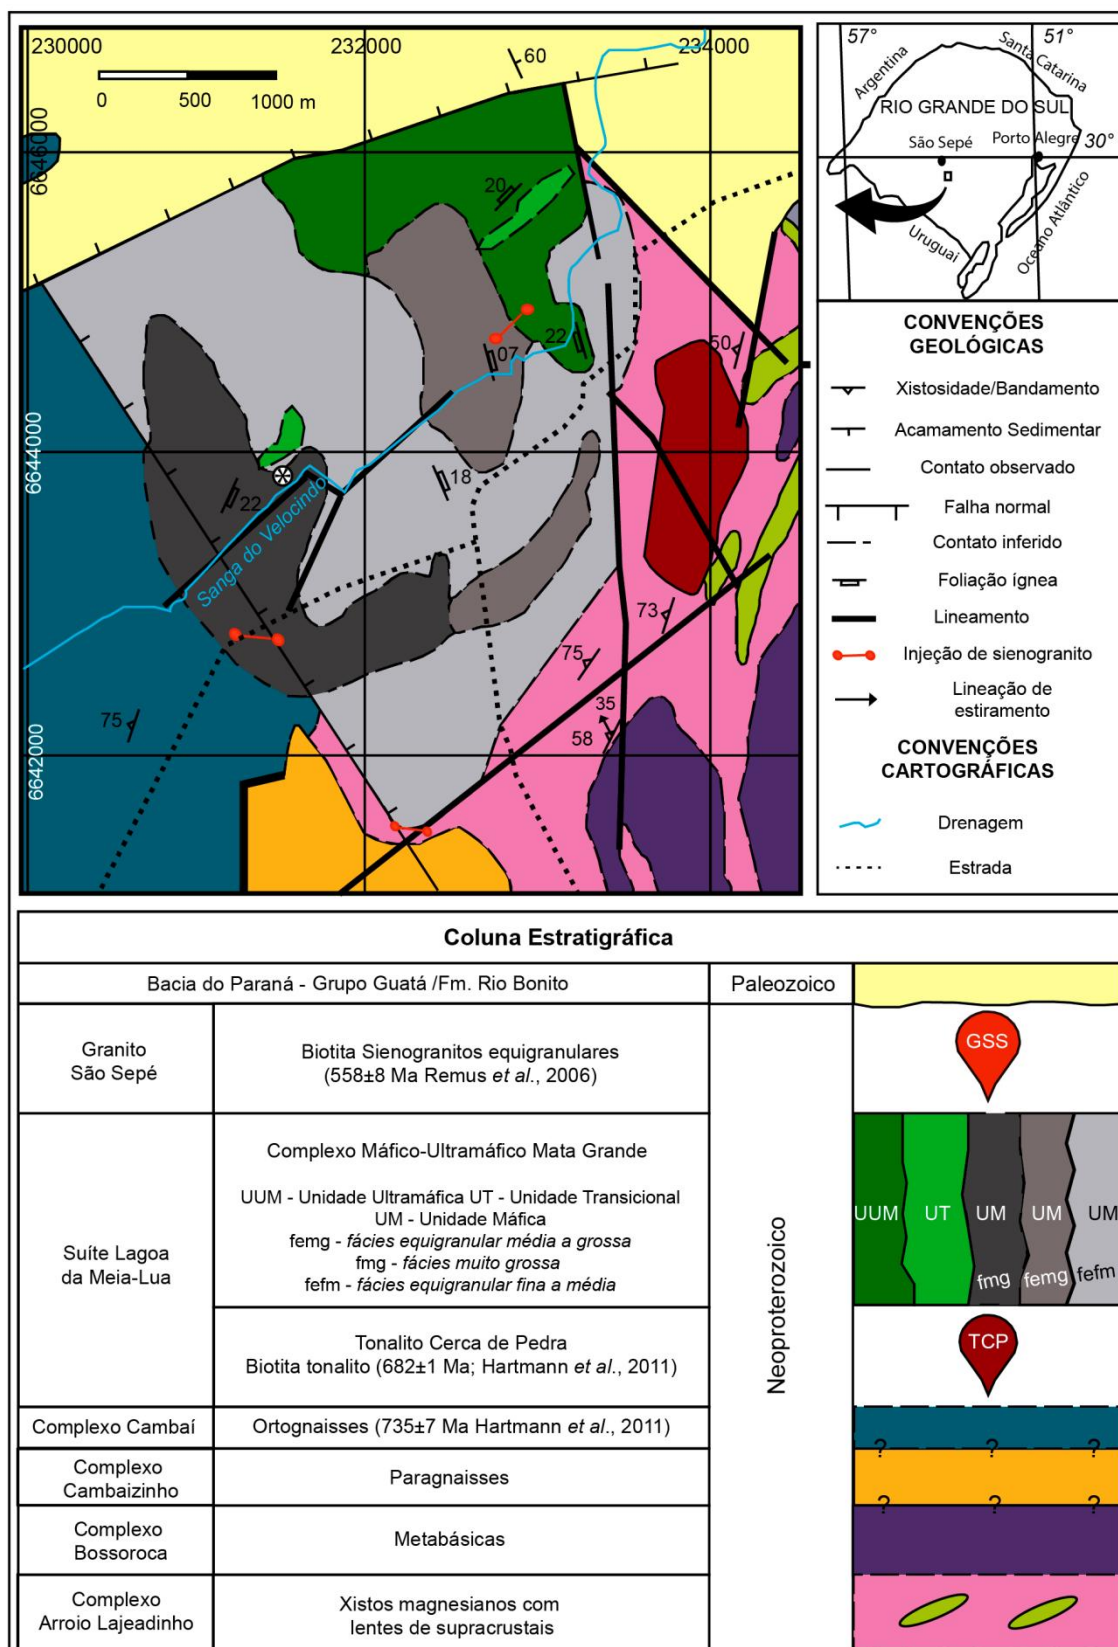 230000
232000
234000
0 500 1000 m
60
6646000
20
22
07
50
6644000
18
22
Sanga do Velocindo
73
75
35
58
75
6642000
57°
51°
Argentina
Santa Catarina
RIO GRANDE DO SUL
São Sepé
Porto Alegre
30°
Uruguai
Oceano Atlântico
CONVENÇÕES
GEOLÓGICAS
Xistosidade/Bandamento
Acamamento Sedimentar
Contato observado
Falha normal
Contato inferido
Foliação ígnea
Lineamento
Injeção de sienogranito
Lineação de
estiramento
CONVENÇÕES
CARTOGRÁFICAS
Drenagem
Estrada
Coluna Estratigráfica
Bacia do Paraná - Grupo Guatá /Fm. Rio Bonito
Paleozoico
Granito
São Sepé
Biotita Sienogranitos equigranulares
(558±8 Ma Remus et al., 2006)
GSS
Suíte Lagoa
da Meia-Lua
Complexo Máfico-Ultramáfico Mata Grande
UUM - Unidade Ultramáfica UT - Unidade Transicional
UM - Unidade Máfica
femg - fácies equigranular média a grossa
fmg - fácies muito grossa
fefm - fácies equigranular fina a média
Neoproterozoico
UUM
UT
UM
fmg
UM
femg
UM
fefm
Tonalito Cerca de Pedra
Biotita tonalito (682±1 Ma; Hartmann et al., 2011)
TCP
Complexo Cambaí
Ortognaisses (735±7 Ma Hartmann et al., 2011)
? ? ?
Complexo
Cambaizinho
Paragnaisses
? ? ?
Complexo
Bossoroca
Metabásicas
Complexo
Arroio Lajeadinho
Xistos magnesianos com
lentes de supracrustais